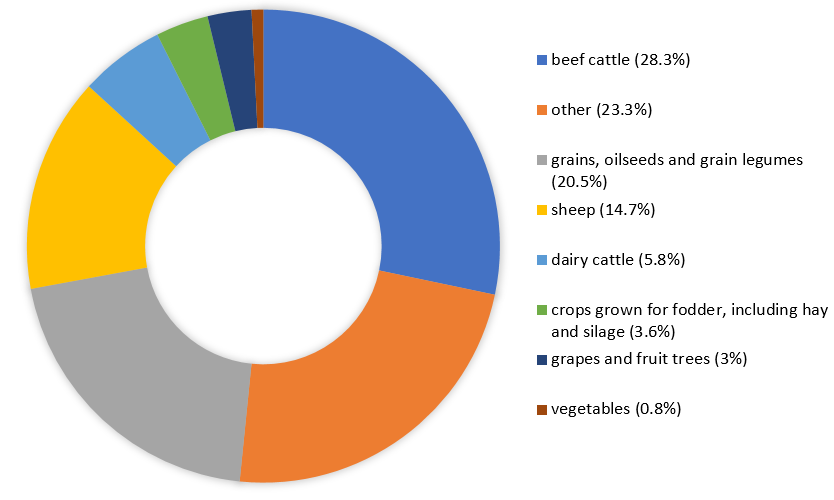 beef cattle (28.3%)
other (23.3%)
grains, oilseeds and grain legumes
(20.5%)
sheep (14.7%)
dairy cattle (5.8%)
crops grown for fodder, including hay
and silage (3.6%)
grapes and fruit trees (3%)
vegetables (0.8%)